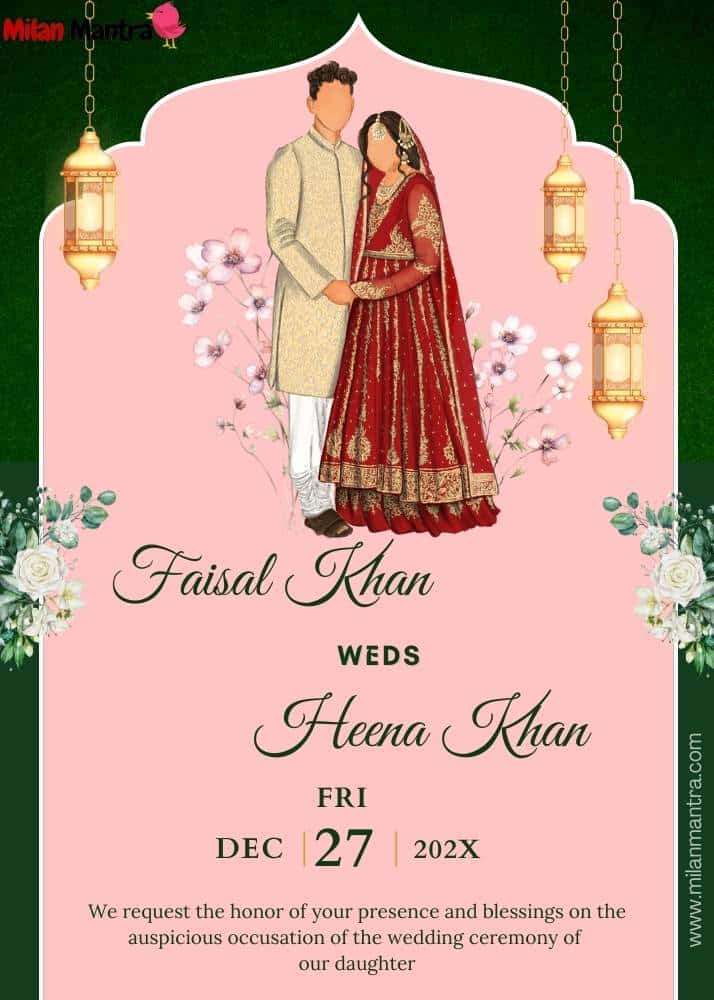 Milan Mantra
Faisal Khan
WEDS
Heena Khan
FRI
DEC 27 202X
We request the honor of your presence and blessings on the
auspicious occusation of the wedding ceremony of
our daughter
www.milanmantra.com